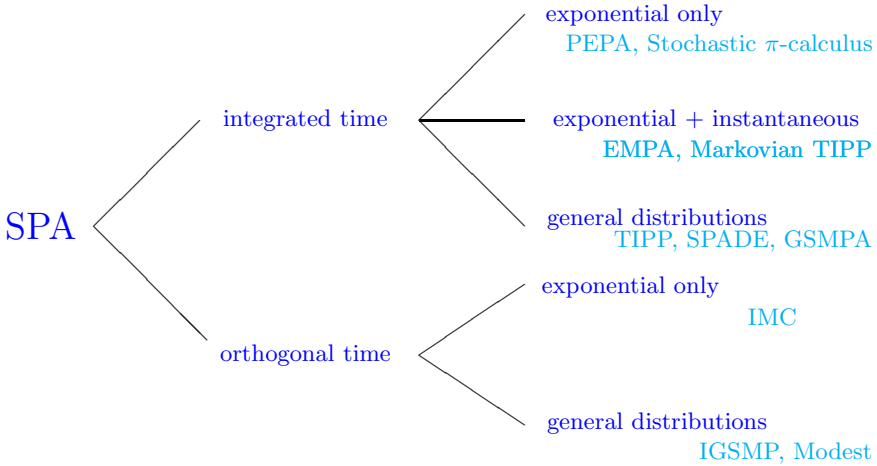 exponential only
PEPA, Stochastic π-calculus
integrated time
exponential + instantaneous
EMPA, Markovian TIPP
SPA
general distributions
TIPP, SPADE, GSMPA
exponential only
IMC
orthogonal time
general distributions
IGSMP, Modest